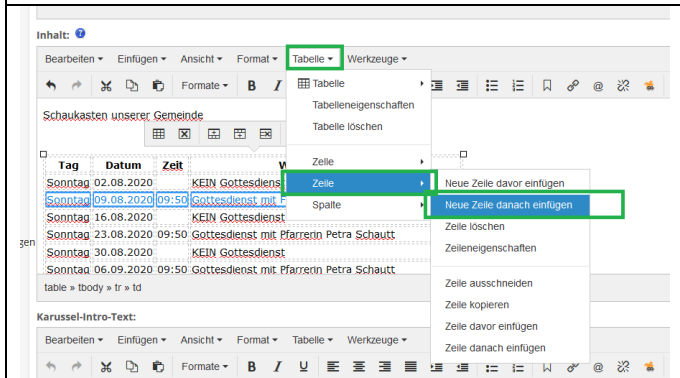 Inhalt: ?
Bearbeiten Einfügen Ansicht Format Tabelle Werkzeuge
Formate B I @
Tabelle
Tabelleneigenschaften
Tabelle löschen
Zelle
Zeile
Spalte
Neue Zeile davor einfügen
Neue Zeile danach einfügen
Zeile löschen
Zeileneigenschaften
Zeile ausschneiden
Zeile kopieren
Zeile davor einfügen
Zeile danach einfügen
Schaukasten unserer Gemeinde
Tag Datum Zeit W
Sonntag 02.08.2020 KEIN Gottesdienst
Sonntag 09.08.2020 09:50 Gottesdienst mit P
Sonntag 16.08.2020 KEIN Gottesdienst
Sonntag 23.08.2020 09:50 Gottesdienst mit Pfarrerin Petra Schautt
Sonntag 30.08.2020 KEIN Gottesdienst
Sonntag 06.09.2020 09:50 Gottesdienst mit Pfarrerin Petra Schautt
gen
table » tbody » tr » td
Karussel-Intro-Text:
Bearbeiten Einfügen Ansicht Format Tabelle Werkzeuge
Formate B I U @